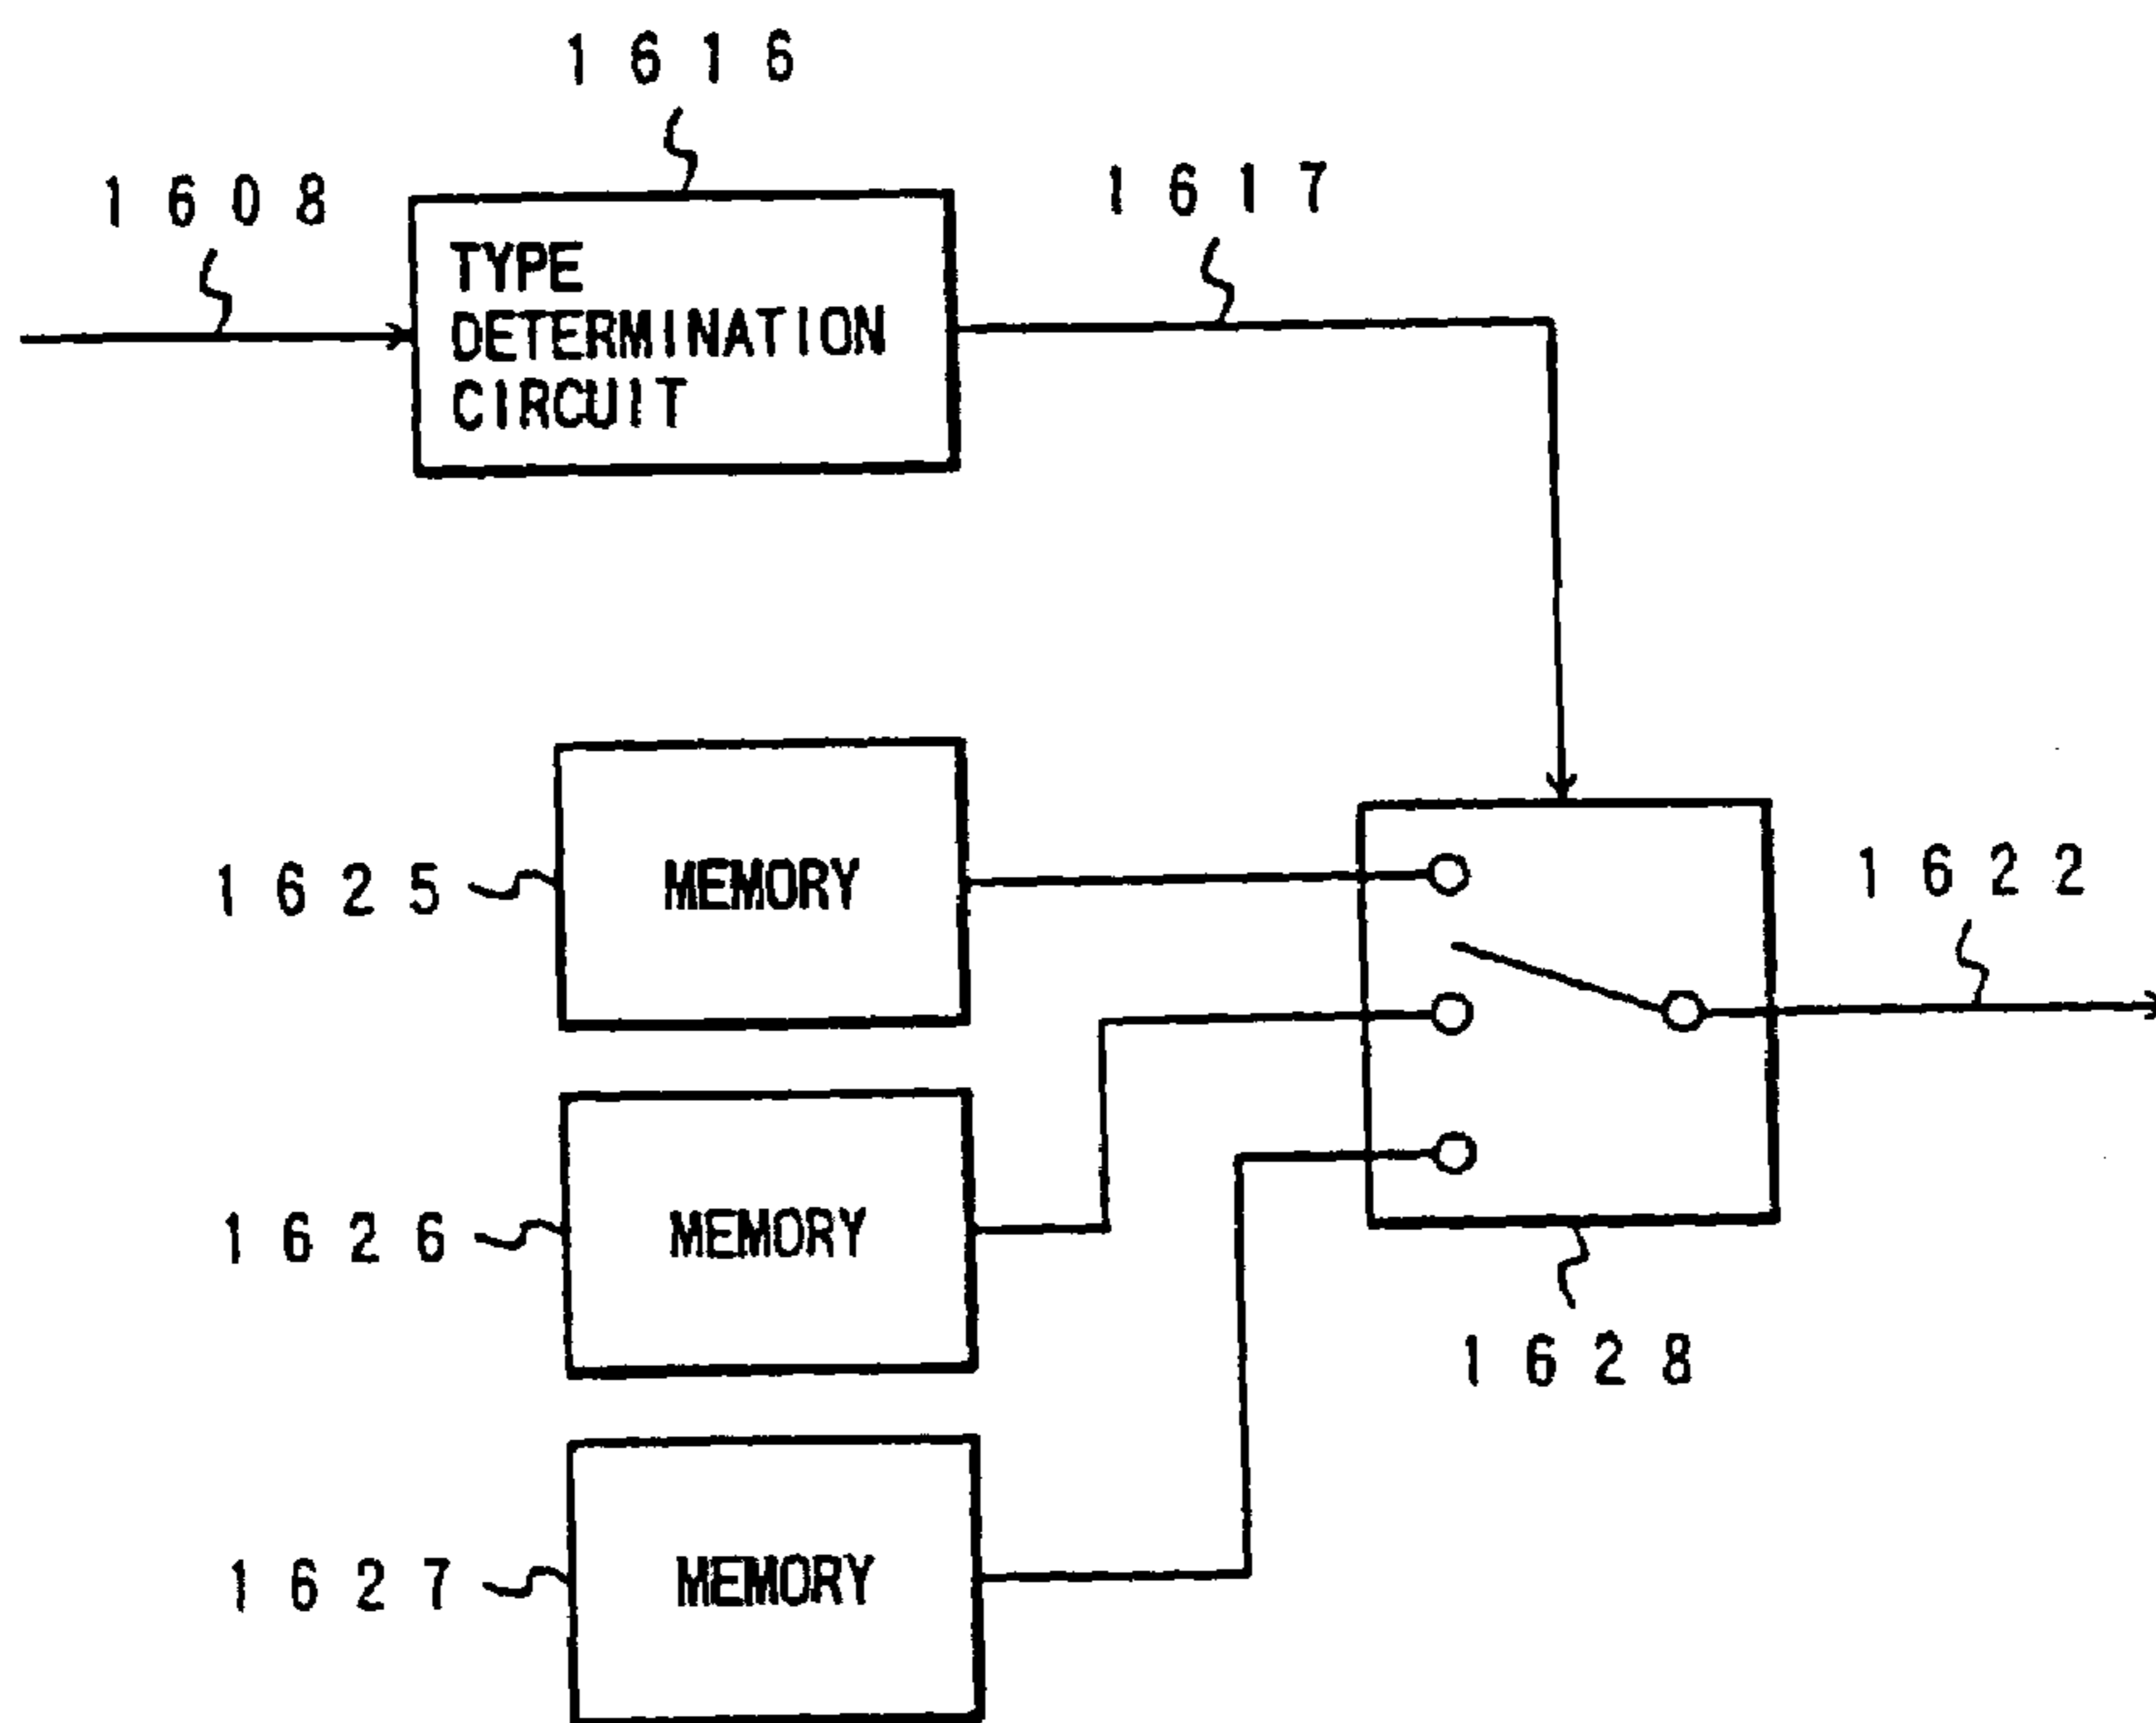 1616
1608
1617
TYPE
DETERMINATION
CIRCUIT
1625
MEMORY
1622
1626
MEMORY
1628
1627
MEMORY